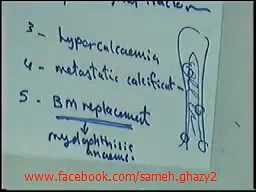 3 - hypercalcaemia
4 - metastatic calcificat
5 - BM replacement
myelophthisic
anaemia
www.facebook.com/sameh.ghazy2